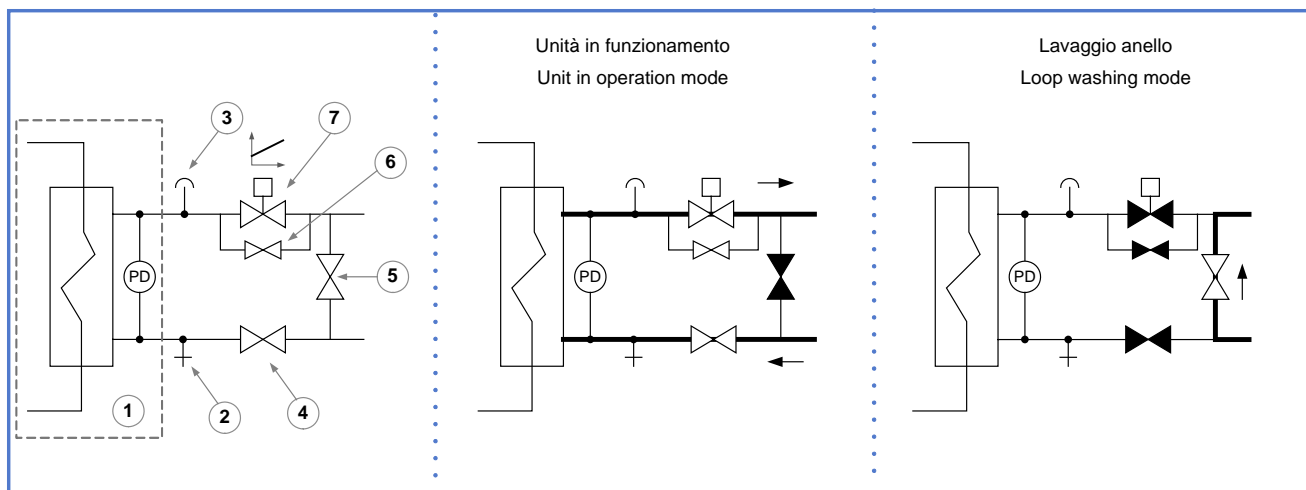 Unità in funzionamento
Unit in operation mode
Lavaggio anello
Loop washing mode
3
7
6
PD
5
1
2
4
PD
PD